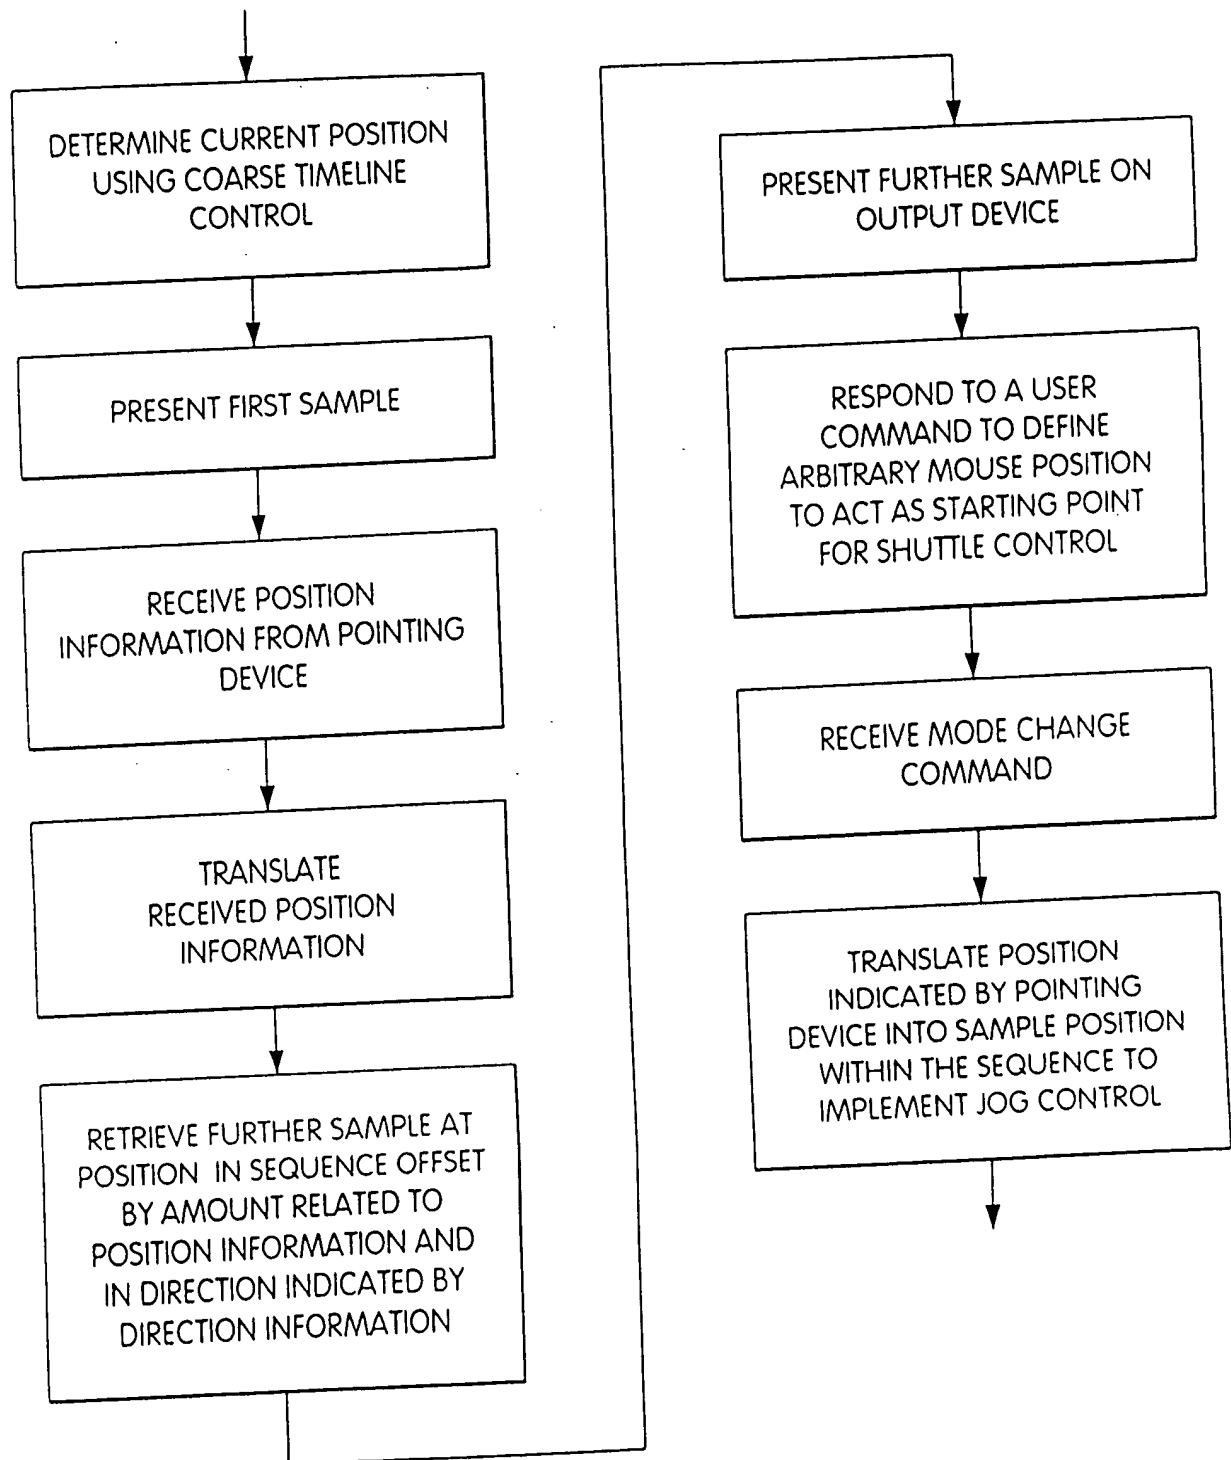 DETERMINE CURRENT POSITION
USING COARSE TIMELINE
CONTROL
PRESENT FIRST SAMPLE
RECEIVE POSITION
INFORMATION FROM POINTING
DEVICE
TRANSLATE
RECEIVED POSITION
INFORMATION
RETRIEVE FURTHER SAMPLE AT
POSITION IN SEQUENCE OFFSET
BY AMOUNT RELATED TO
POSITION INFORMATION AND
IN DIRECTION INDICATED BY
DIRECTION INFORMATION
PRESENT FURTHER SAMPLE ON
OUTPUT DEVICE
RESPOND TO A USER
COMMAND TO DEFINE
ARBITRARY MOUSE POSITION
TO ACT AS STARTING POINT
FOR SHUTTLE CONTROL
RECEIVE MODE CHANGE
COMMAND
TRANSLATE POSITION
INDICATED BY POINTING
DEVICE INTO SAMPLE POSITION
WITHIN THE SEQUENCE TO
IMPLEMENT JOG CONTROL